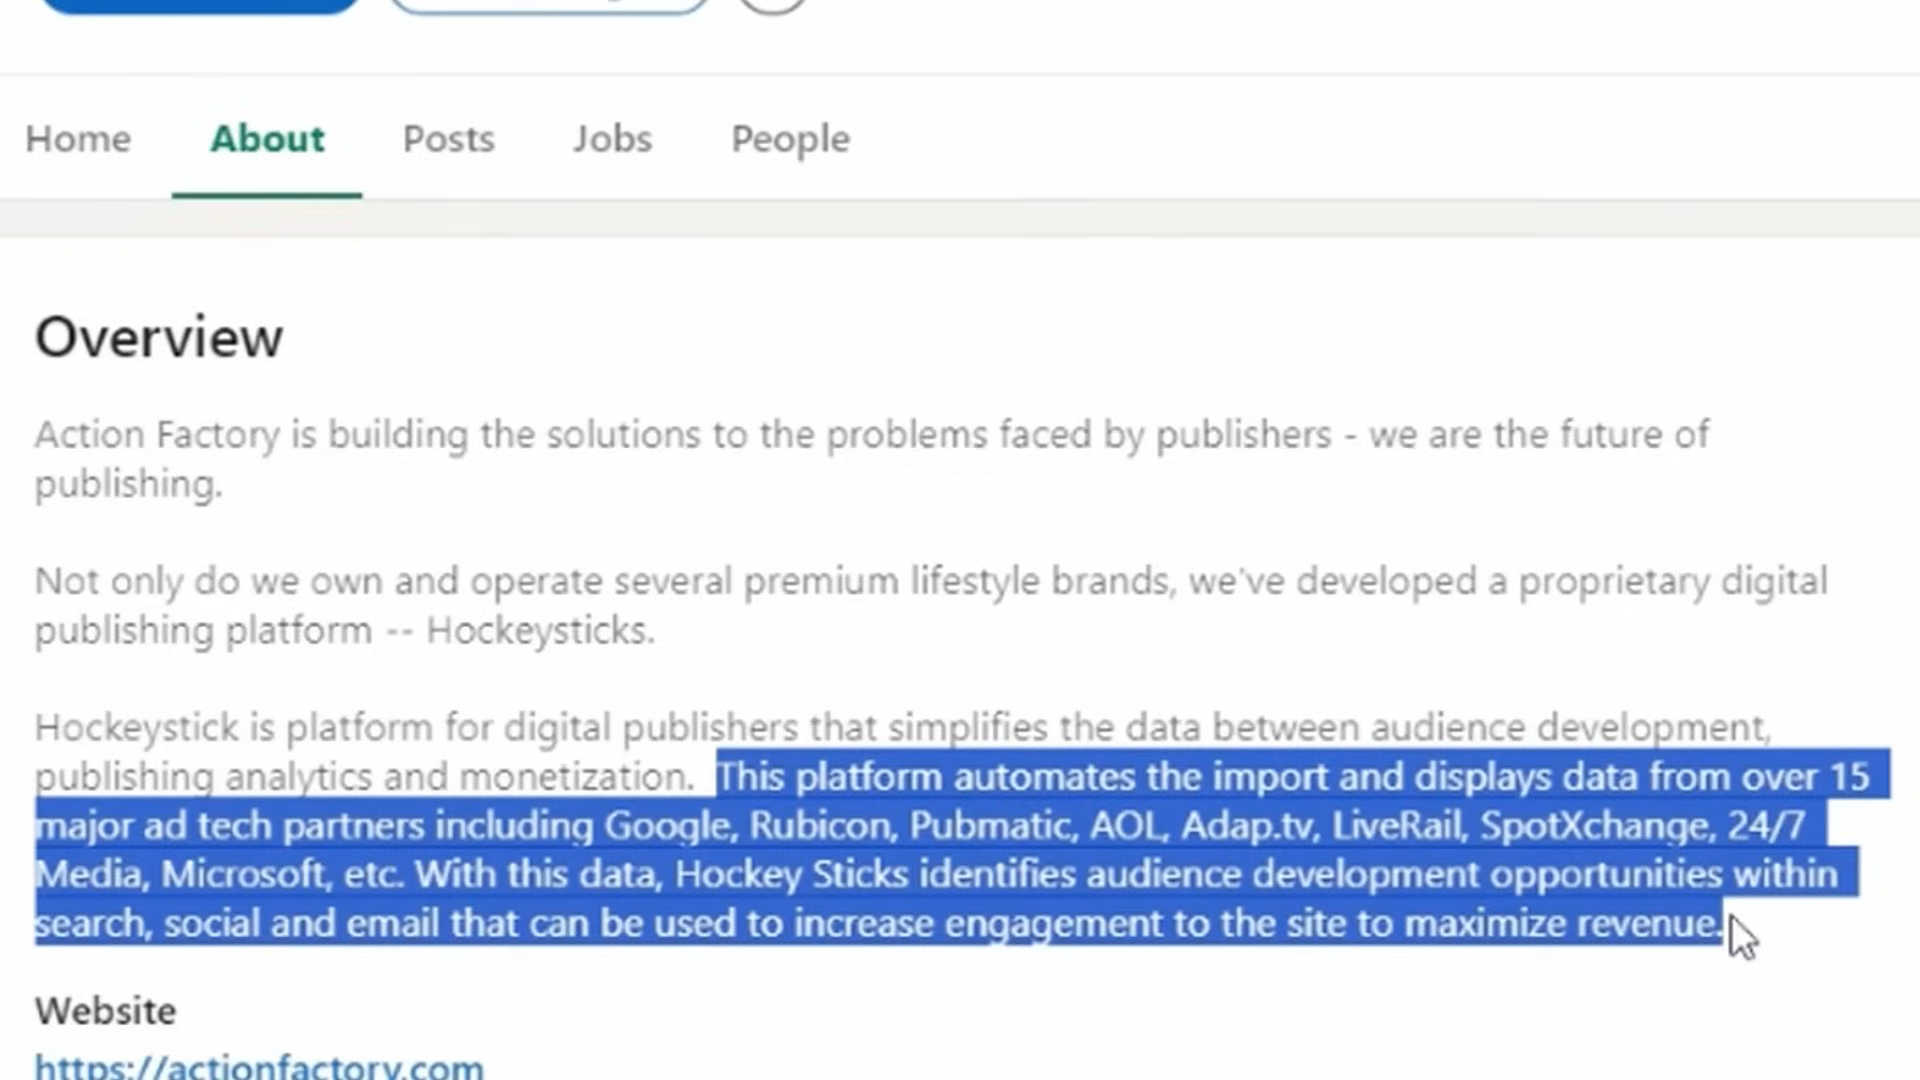 Home About Posts Jobs People
Overview
Action Factory is building the solutions to the problems faced by publishers - we are the future of
publishing.
Not only do we own and operate several premium lifestyle brands, we've developed a proprietary digital
publishing platform -- Hockeysticks.
Hockeystick is platform for digital publishers that simplifies the data between audience development,
publishing analytics and monetization. This platform automates the import and displays data from over 15
major ad tech partners including Google, Rubicon, Pubmatic, AOL, Adap.tv, LiveRail, SpotXchange, 24/7
Media, Microsoft, etc. With this data, Hockey Sticks identifies audience development opportunities within
search, social and email that can be used to increase engagement to the site to maximize revenue.
Website
https://actionfactory.com